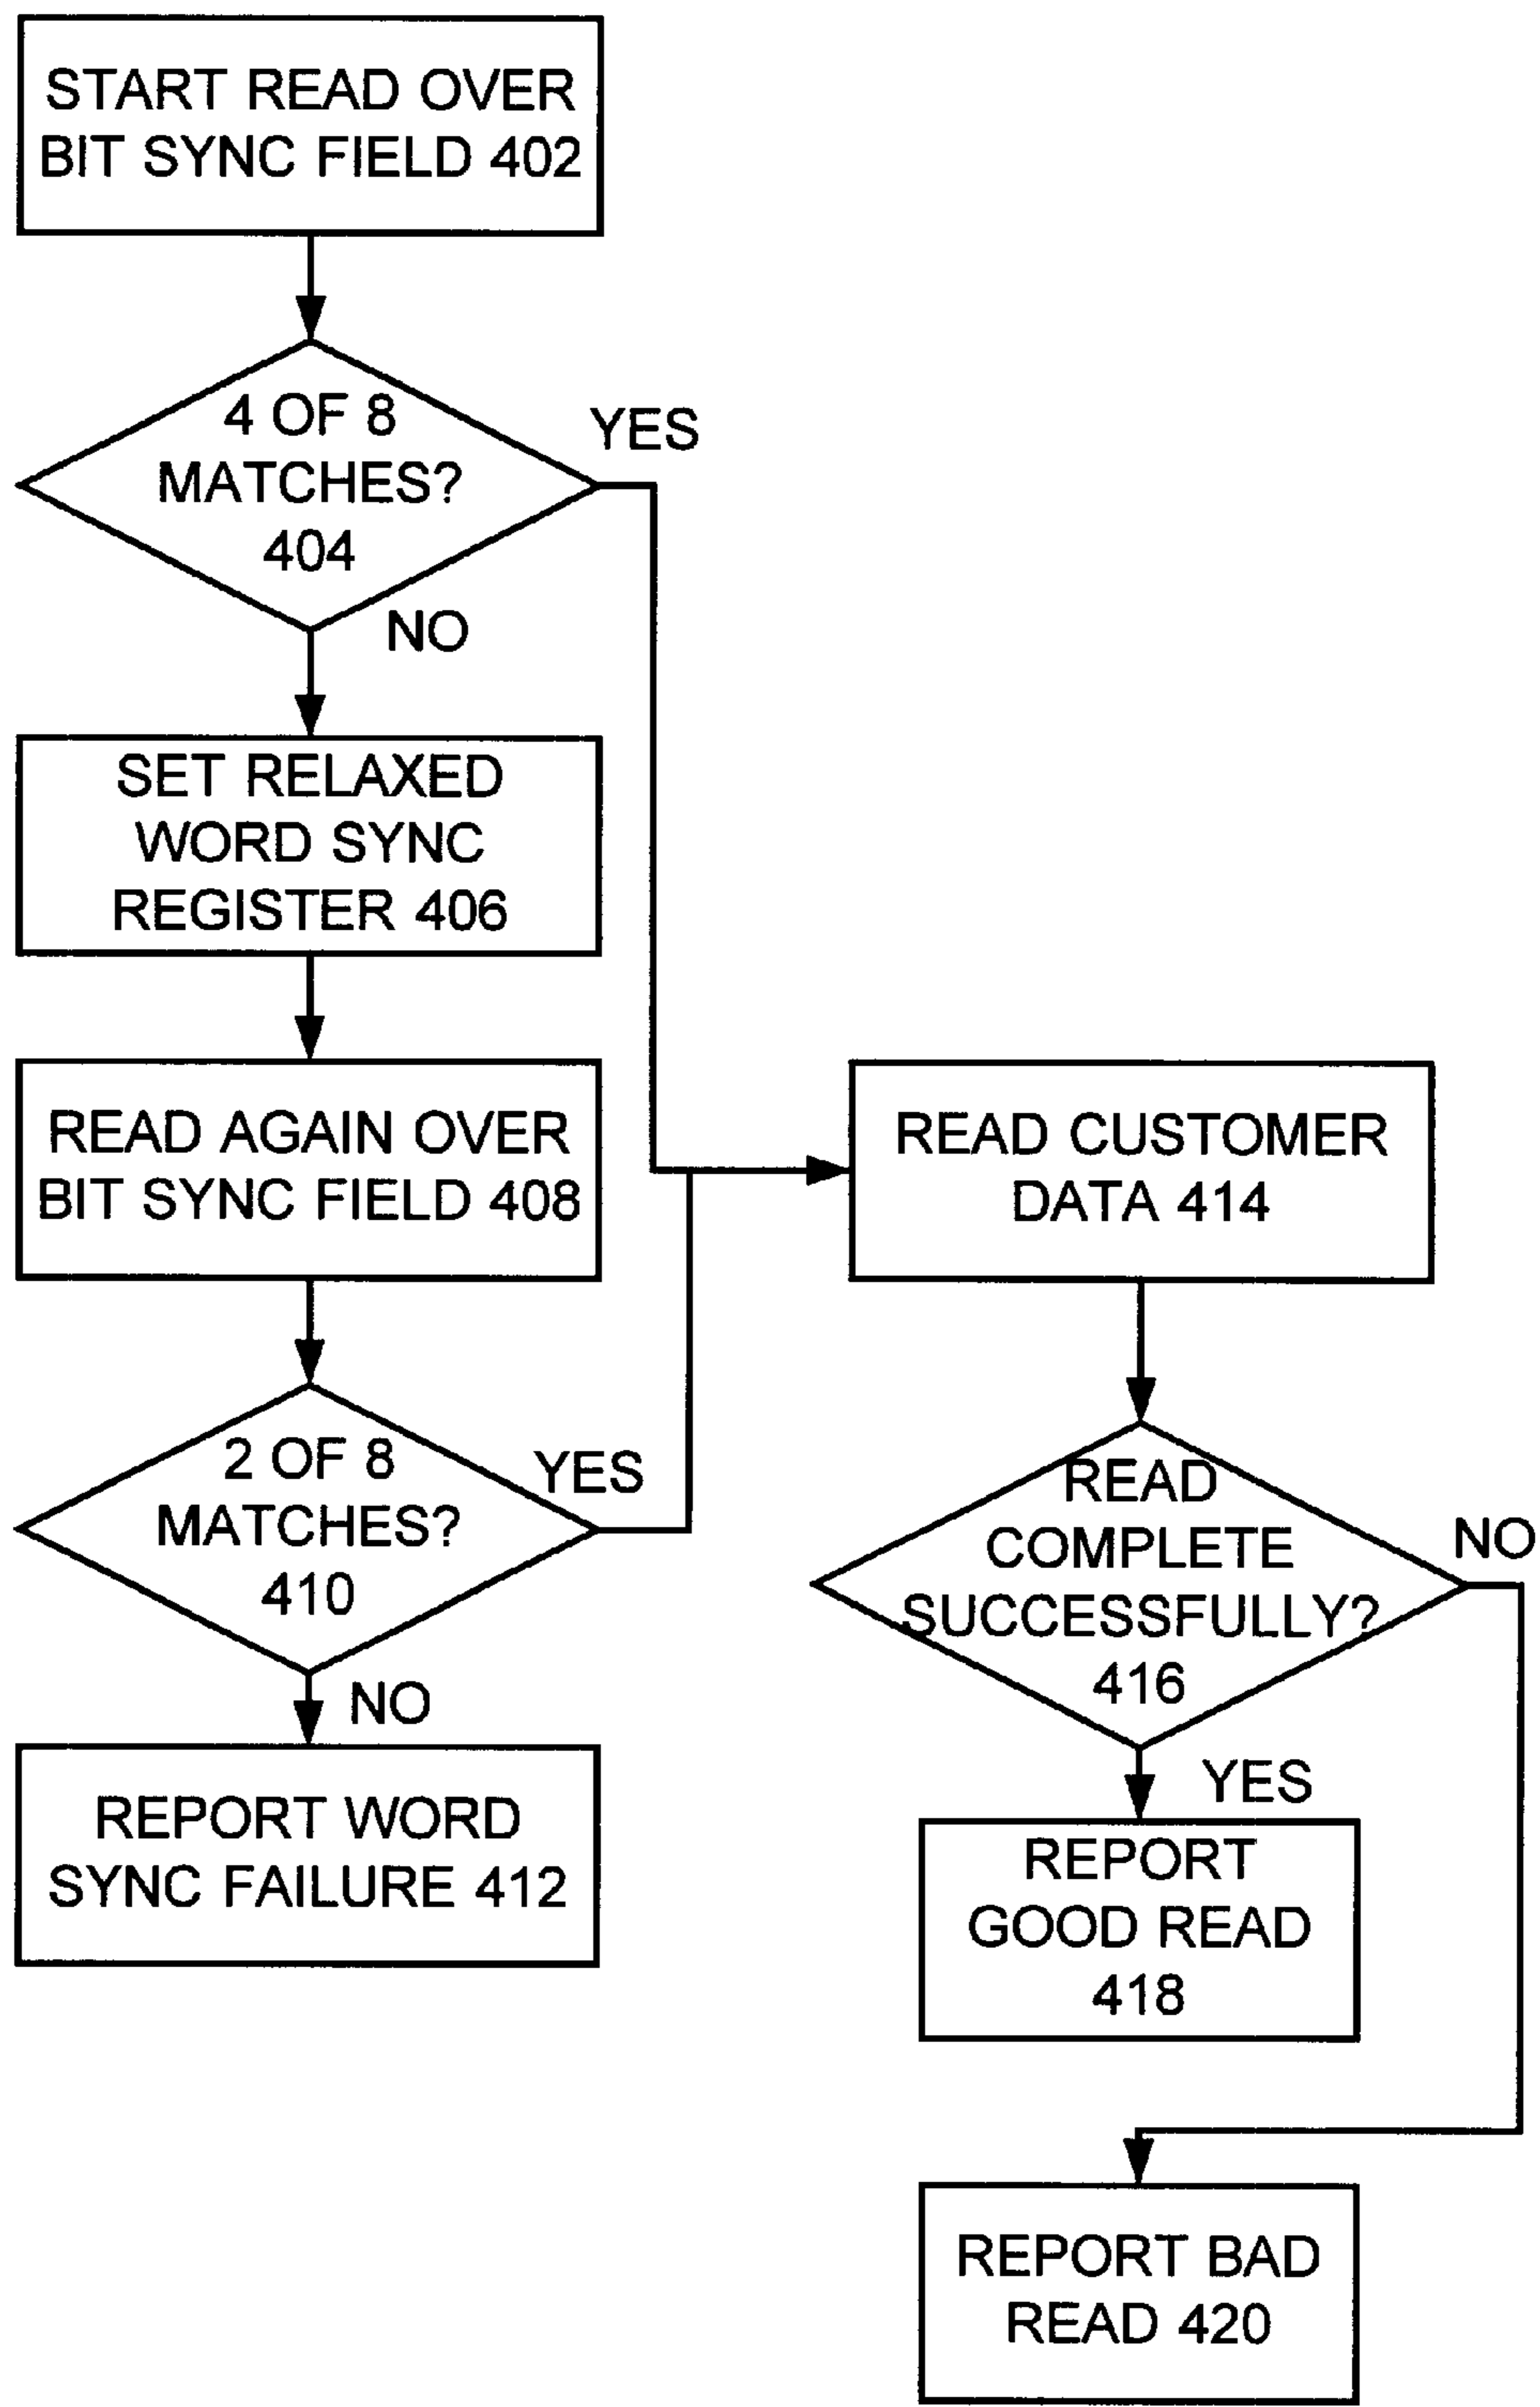 START READ OVER
BIT SYNC FIELD 402
4 OF 8
MATCHES?
404
YES
NO
SET RELAXED
WORD SYNC
REGISTER 406
READ AGAIN OVER
BIT SYNC FIELD 408
2 OF 8
MATCHES?
410
YES
NO
REPORT WORD
SYNC FAILURE 412
READ CUSTOMER
DATA 414
READ
COMPLETE
SUCCESSFULLY?
416
NO
YES
REPORT
GOOD READ
418
REPORT BAD
READ 420